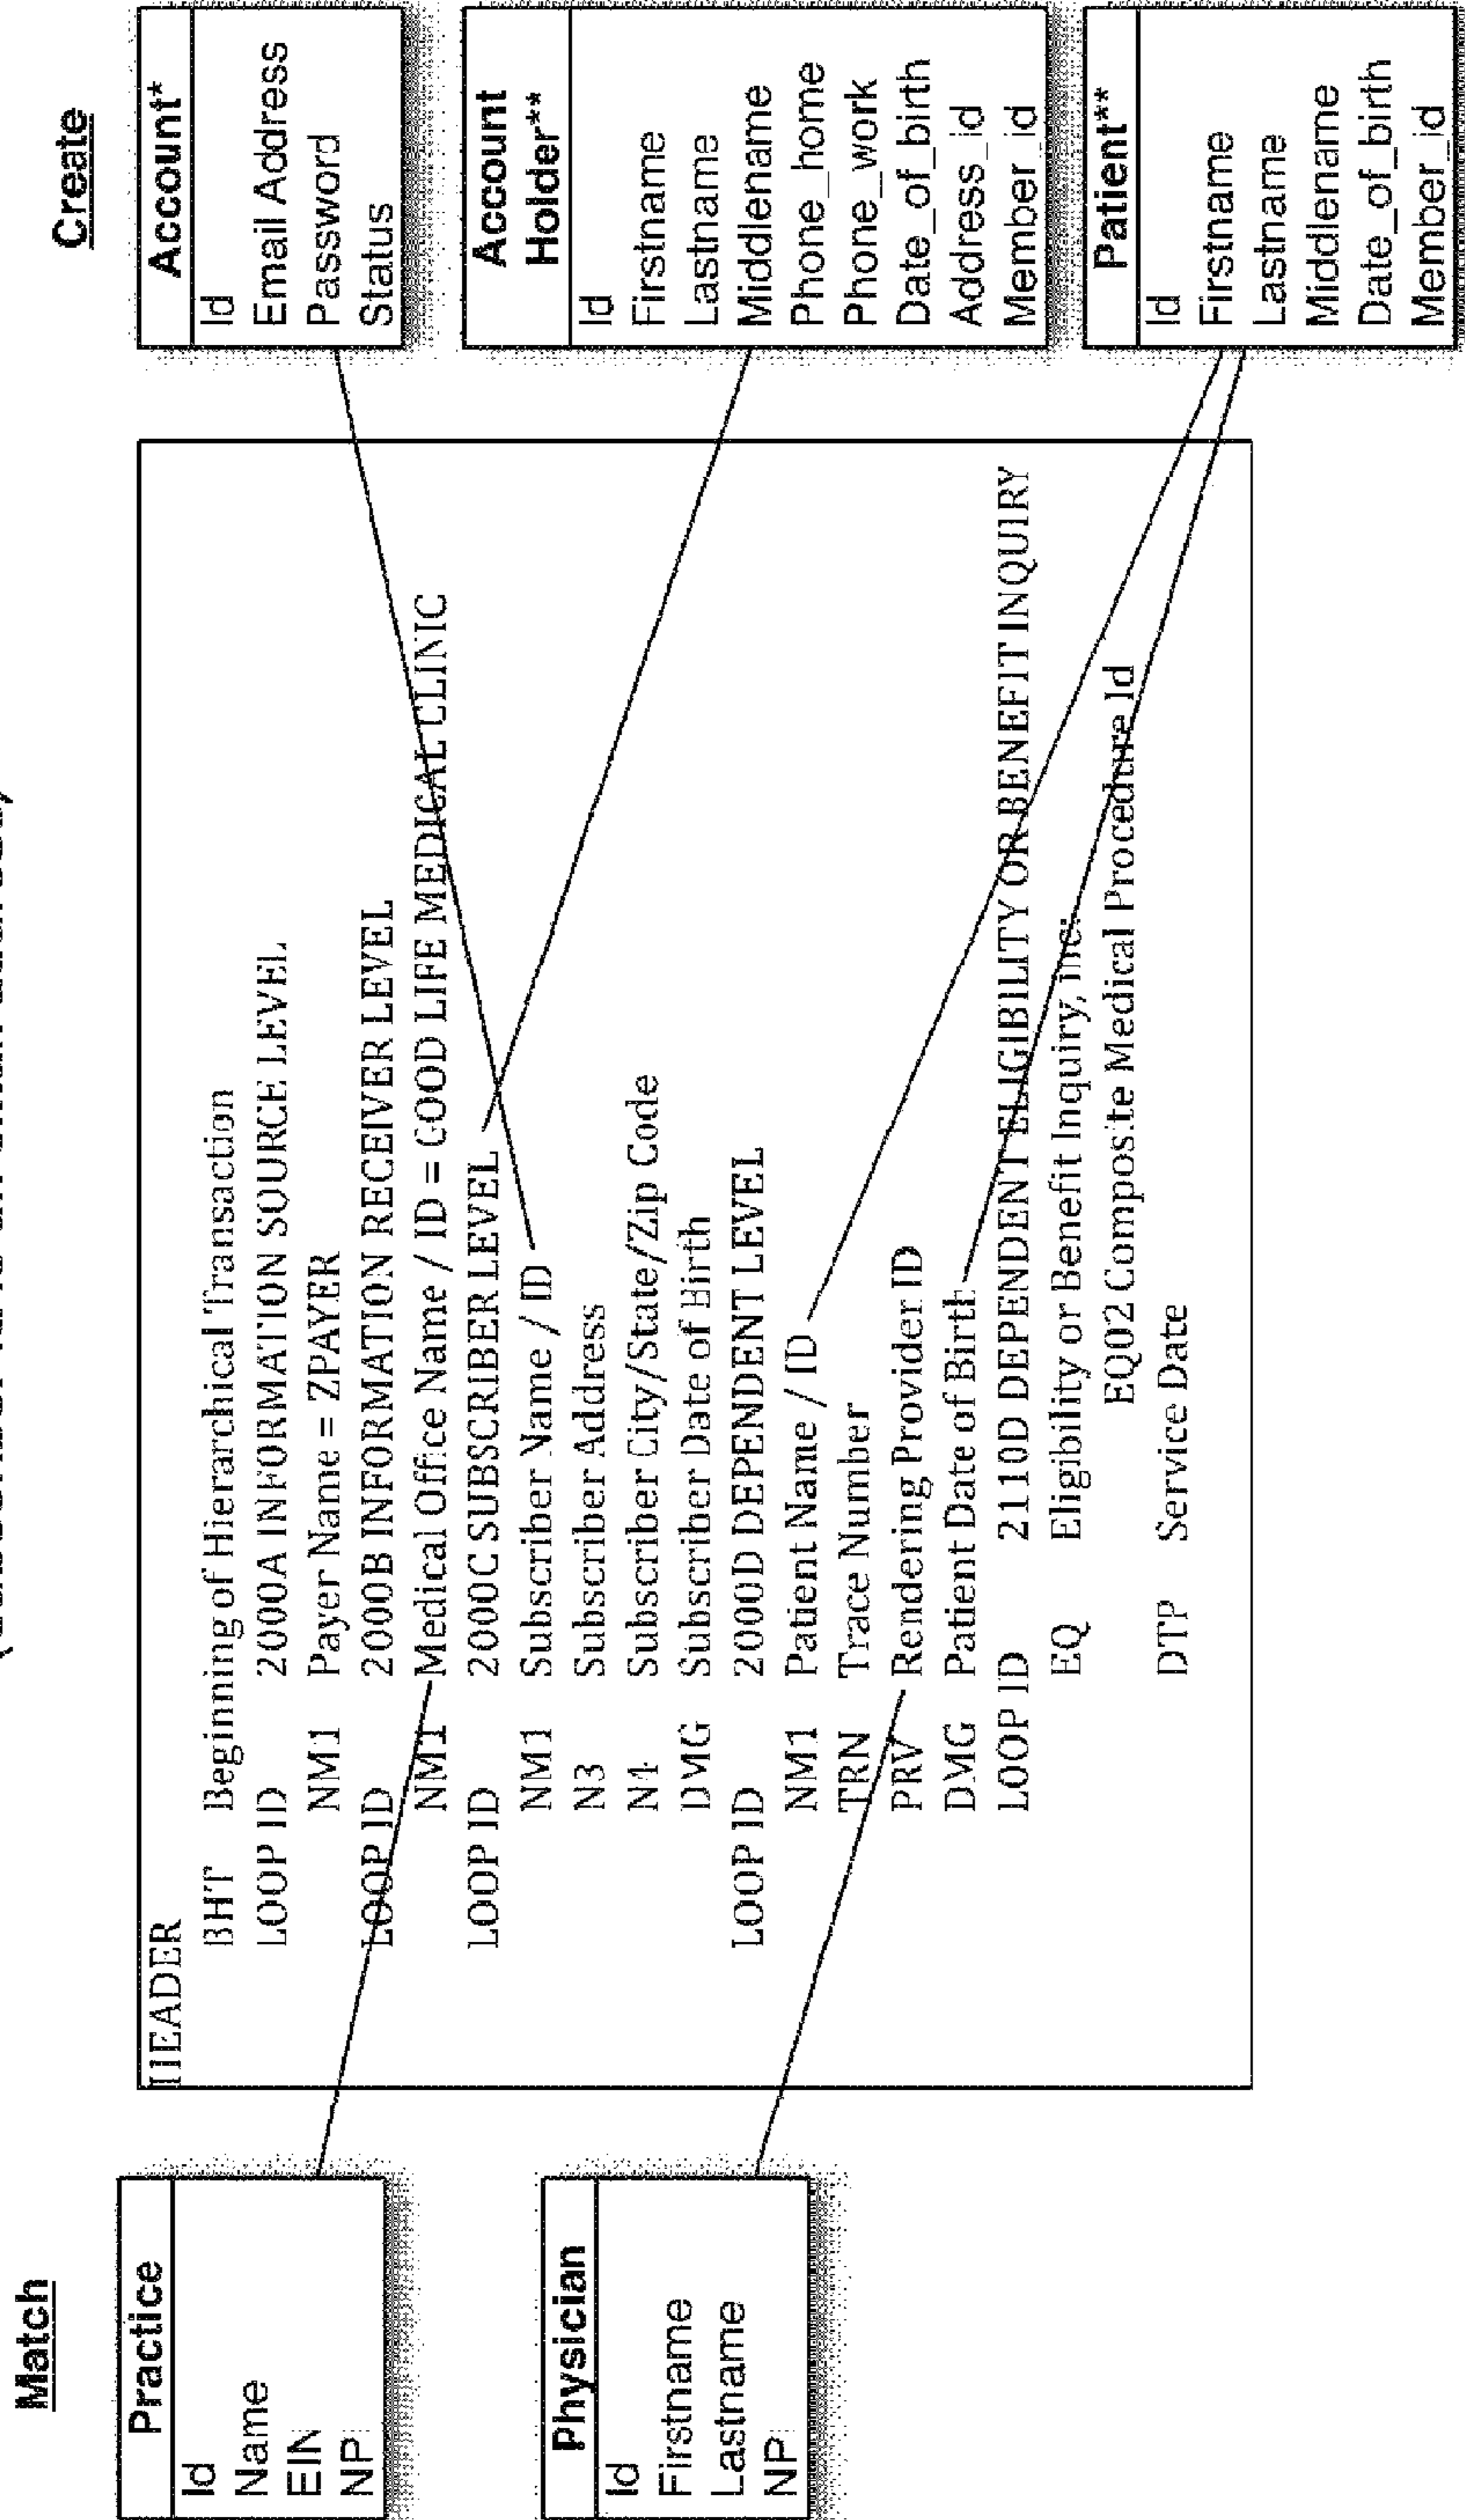 Match
Practice
Id
Name
EIN
NP
Physician
Id
Firstname
Lastname
NP
HEADER
BHT Beginning of Hierarchical Transaction
LOOP ID 2000A INFORMATION SOURCE LEVEL
NM1 Payer Name = ZPAYER
LOOP ID 2000B INFORMATION RECEIVER LEVEL
NM1 Medical Office Name / ID = GOOD LIFE MEDICAL CLINIC
LOOP ID 2000C SUBSCRIBER LEVEL
NM1 Subscriber Name / ID
N3 Subscriber Address
N4 Subscriber City/State/Zip Code
DMG Subscriber Date of Birth
LOOP ID 2000D DEPENDENT LEVEL
NM1 Patient Name / ID
TRN Trace Number
PRV Rendering Provider ID
DMG Patient Date of Birth
LOOP ID 2110D DEPENDENT ELIGIBILITY OR BENEFIT INQUIRY
EQ Eligibility or Benefit Inquiry, inc:
EQ02 Composite Medical Procedure Id
DTP Service Date
Create
Account*
Id
Email Address
Password
Status
Account
Holder**
Id
Firstname
Lastname
Middlename
Phone_home
Phone_work
Date_of_birth
Address_id
Member_id
Patient**
Id
Firstname
Lastname
Middlename
Date_of_birth
Member_id